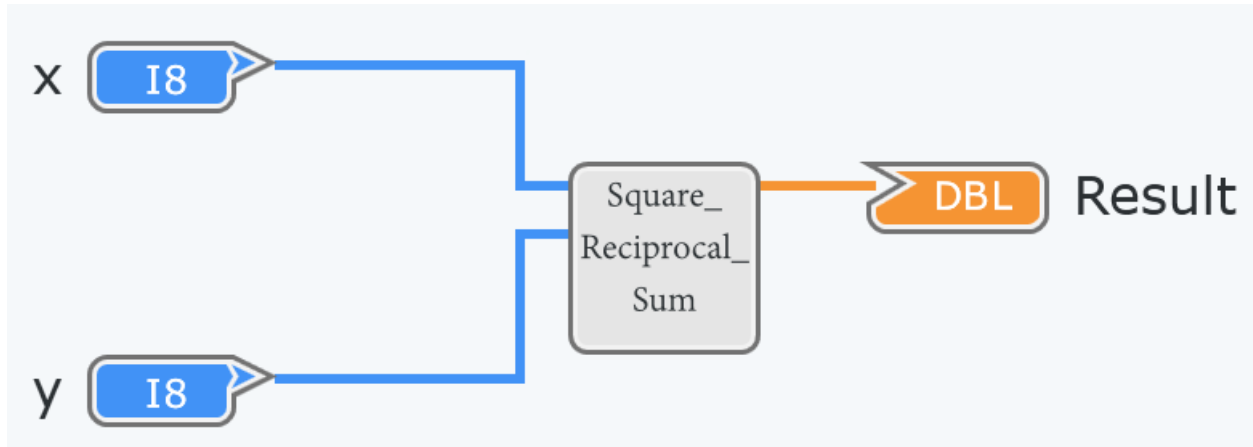 x
I8
Square_
Reciprocal_
Sum
DBL
Result
y
I8